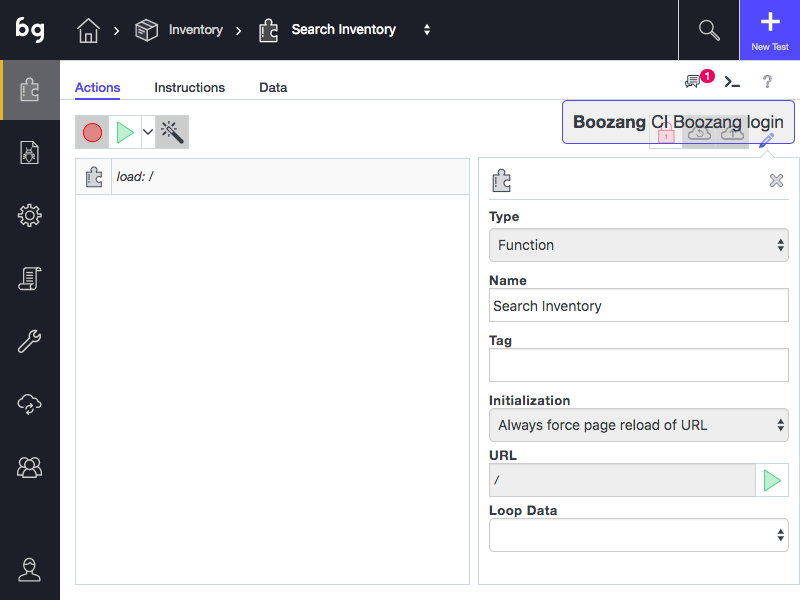 bg
Inventory
Search Inventory
New Test
Actions
Instructions
Data
1
?
Boozang CI Boozang login
load: /
Type
Function
Name
Search Inventory
Tag
Initialization
Always force page reload of URL
URL
/
Loop Data